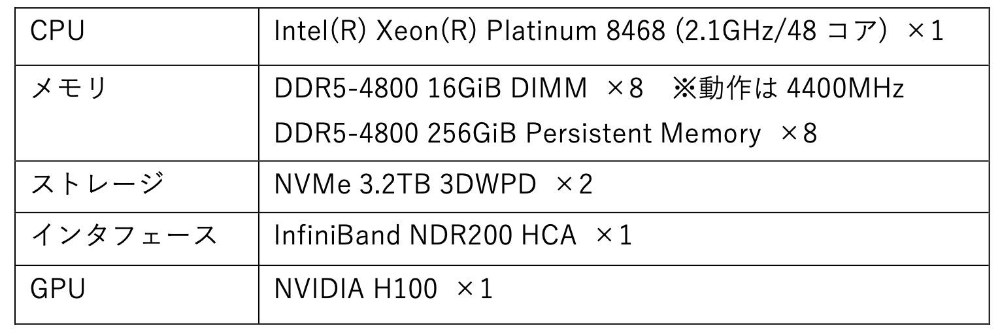 CPU Intel(R) Xeon(R) Platinum 8468 (2.1GHz/48 コア) ×1
メモリ DDR5-4800 16GiB DIMM ×8 ※動作は 4400MHz
DDR5-4800 256GiB Persistent Memory ×8
ストレージ NVMe 3.2TB 3DWPD ×2
インタフェース InfiniBand NDR200 HCA ×1
GPU NVIDIA H100 ×1